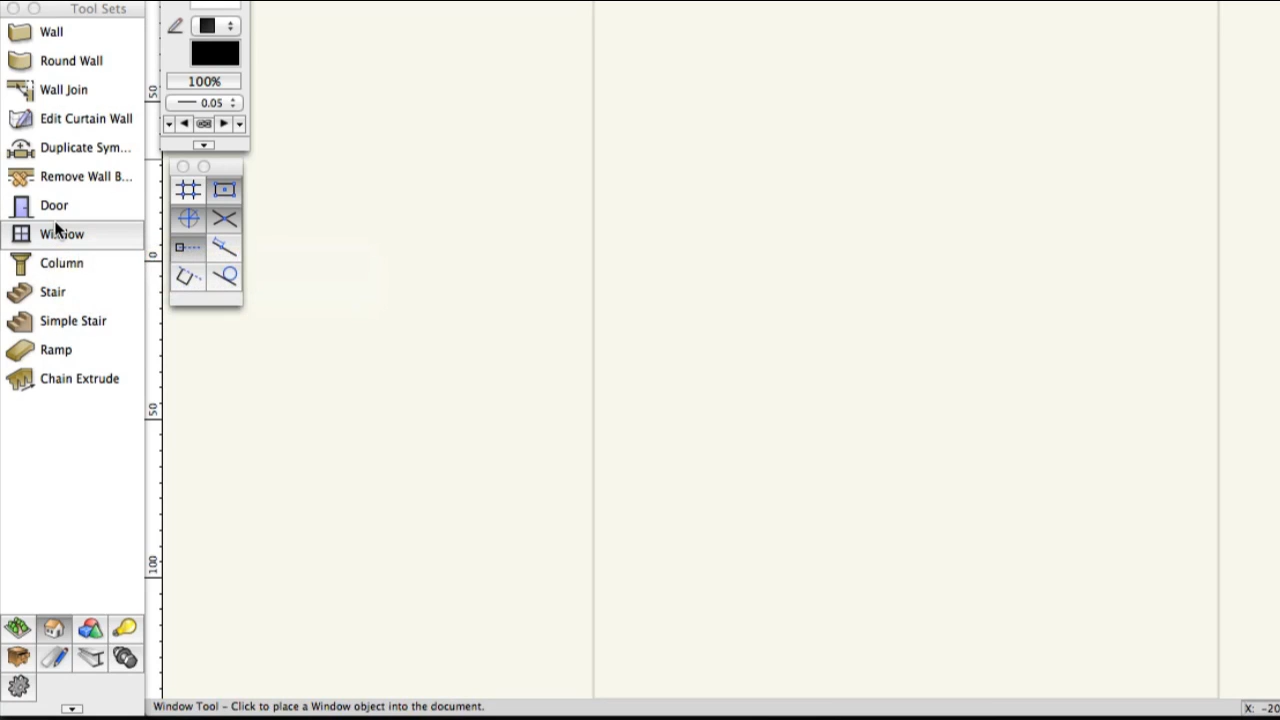 Tool Sets
Wall
Round Wall
Wall Join
Edit Curtain Wall
Duplicate Sym...
Remove Wall B...
Door
Window
Column
Stair
Simple Stair
Ramp
Chain Extrude
100%
0.05
50
0
50
100
Window Tool – Click to place a Window object into the document.
X: -20